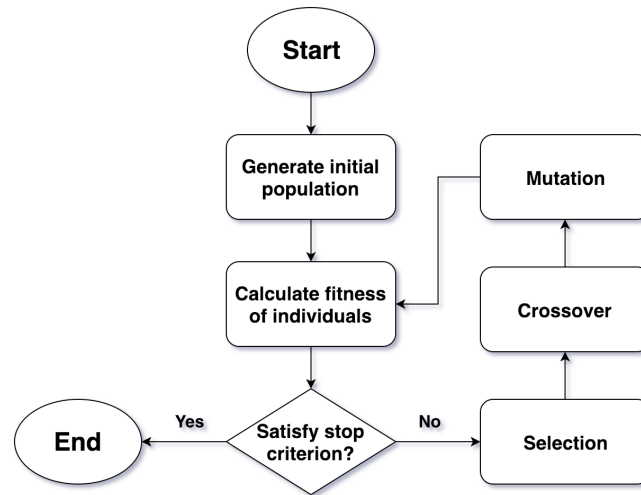 Start
Generate initial
population
Mutation
Calculate fitness
of individuals
Crossover
Yes
No
End
Satisfy stop
criterion?
Selection